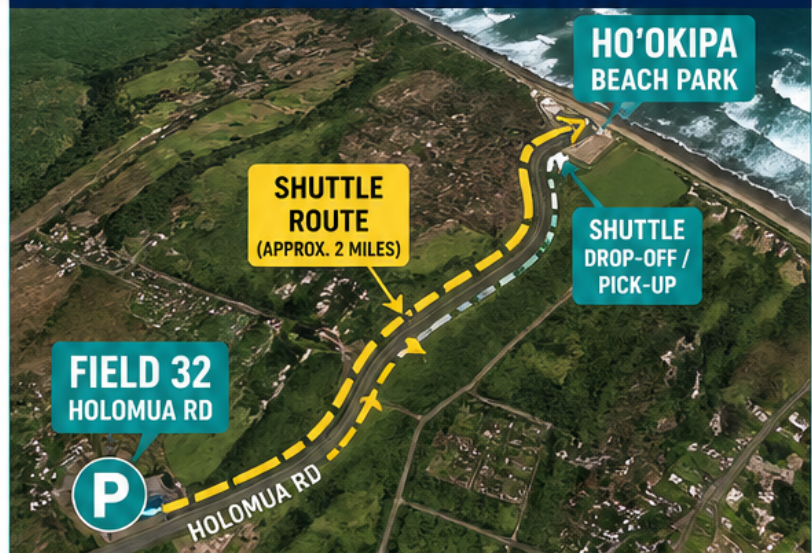 HO'OKIPA
BEACH PARK
SHUTTLE
ROUTE
(APPROX. 2 MILES)
SHUTTLE
DROP-OFF /
PICK-UP
FIELD 32
HOLOMUA RD
P
HOLOMUA RD